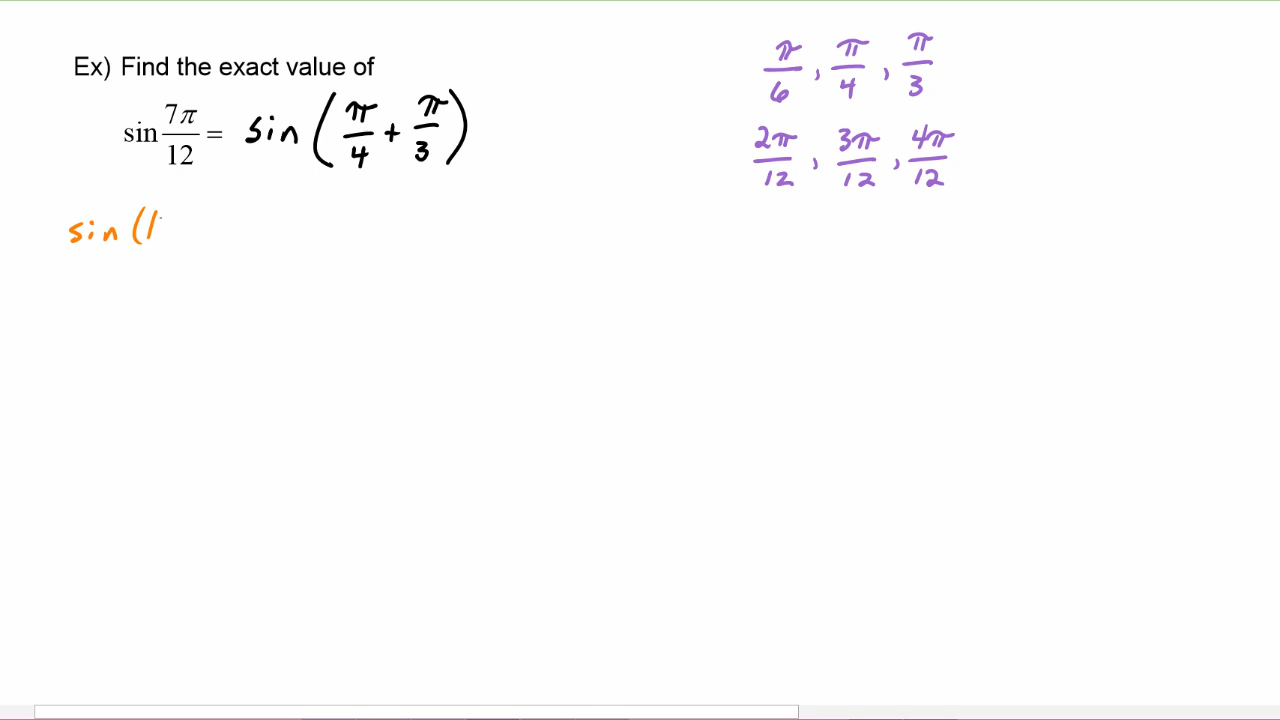 Ex) Find the exact value of
sin 7π/12 = sin (π/4 + π/3)
sin (
π/6, π/4, π/3
2π/12, 3π/12, 4π/12